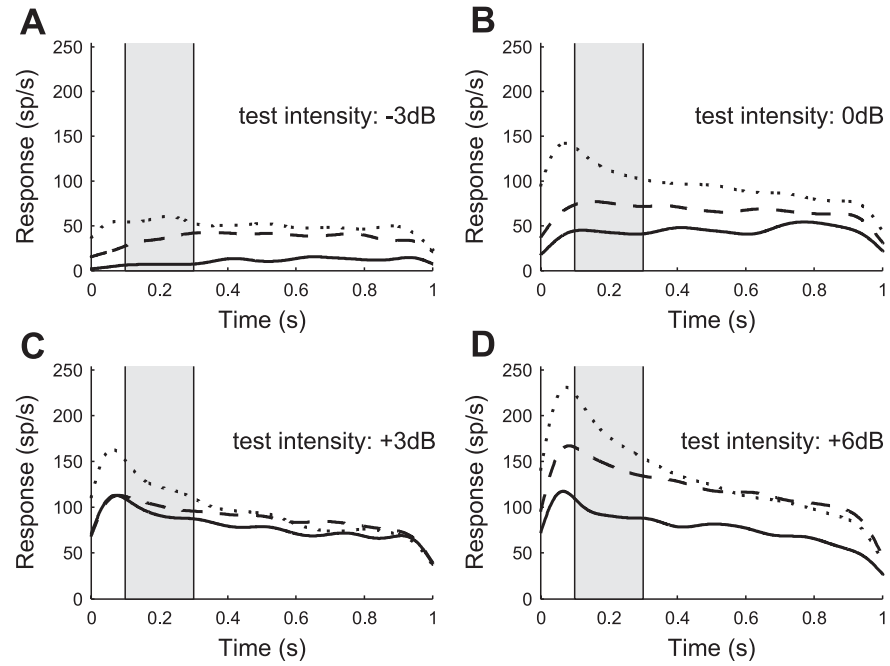 A
250
200
150
100
50
0
Response (sp/s)
test intensity: -3dB
0 0.2 0.4 0.6 0.8 1
Time (s)
B
250
200
150
100
50
0
Response (sp/s)
test intensity: 0dB
0 0.2 0.4 0.6 0.8 1
Time (s)
C
250
200
150
100
50
0
Response (sp/s)
test intensity: +3dB
0 0.2 0.4 0.6 0.8 1
Time (s)
D
250
200
150
100
50
0
Response (sp/s)
test intensity: +6dB
0 0.2 0.4 0.6 0.8 1
Time (s)